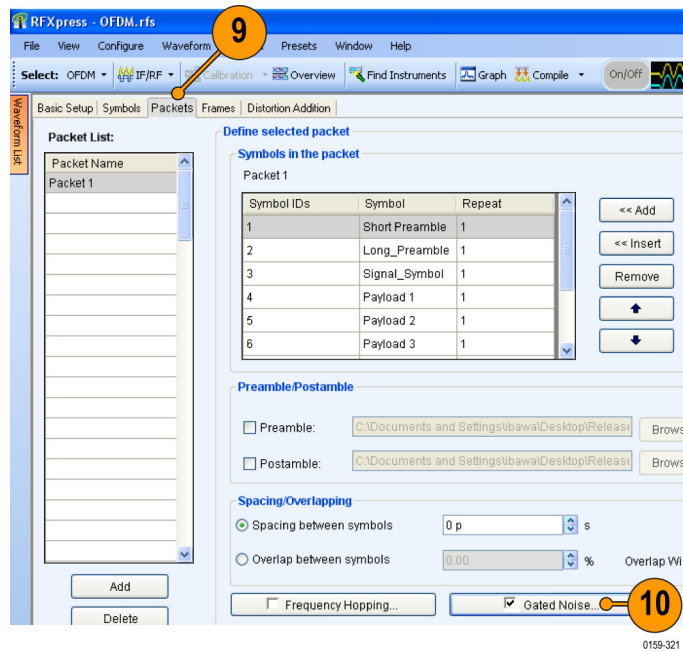 RFXpress - OFDM.rfs
9
File View Configure Waveform Presets Window Help
Select: OFDM IF/RF Calibration Overview Find Instruments Graph Compile On/Off
Waveform List
Basic Setup Symbols Packets Frames Distortion Addition
Packet List:
Define selected packet
Packet Name
Packet 1
Symbols in the packet
Packet 1
Symbol IDs Symbol Repeat
1 Short Preamble 1
2 Long_Preamble 1
3 Signal_Symbol 1
4 Payload 1 1
5 Payload 2 1
6 Payload 3 1
<< Add
<< Insert
Remove
Preamble/Postamble
Preamble: C:\Documents and Settings\ibawa\Desktop\Release Brows
Postamble: C:\Documents and Settings\ibawa\Desktop\Release Brows
Spacing/Overlapping
Spacing between symbols 0 p s
Overlap between symbols 0.00 % Overlap Wi
Add
Delete
Frequency Hopping...
Gated Noise...
10
0159-321